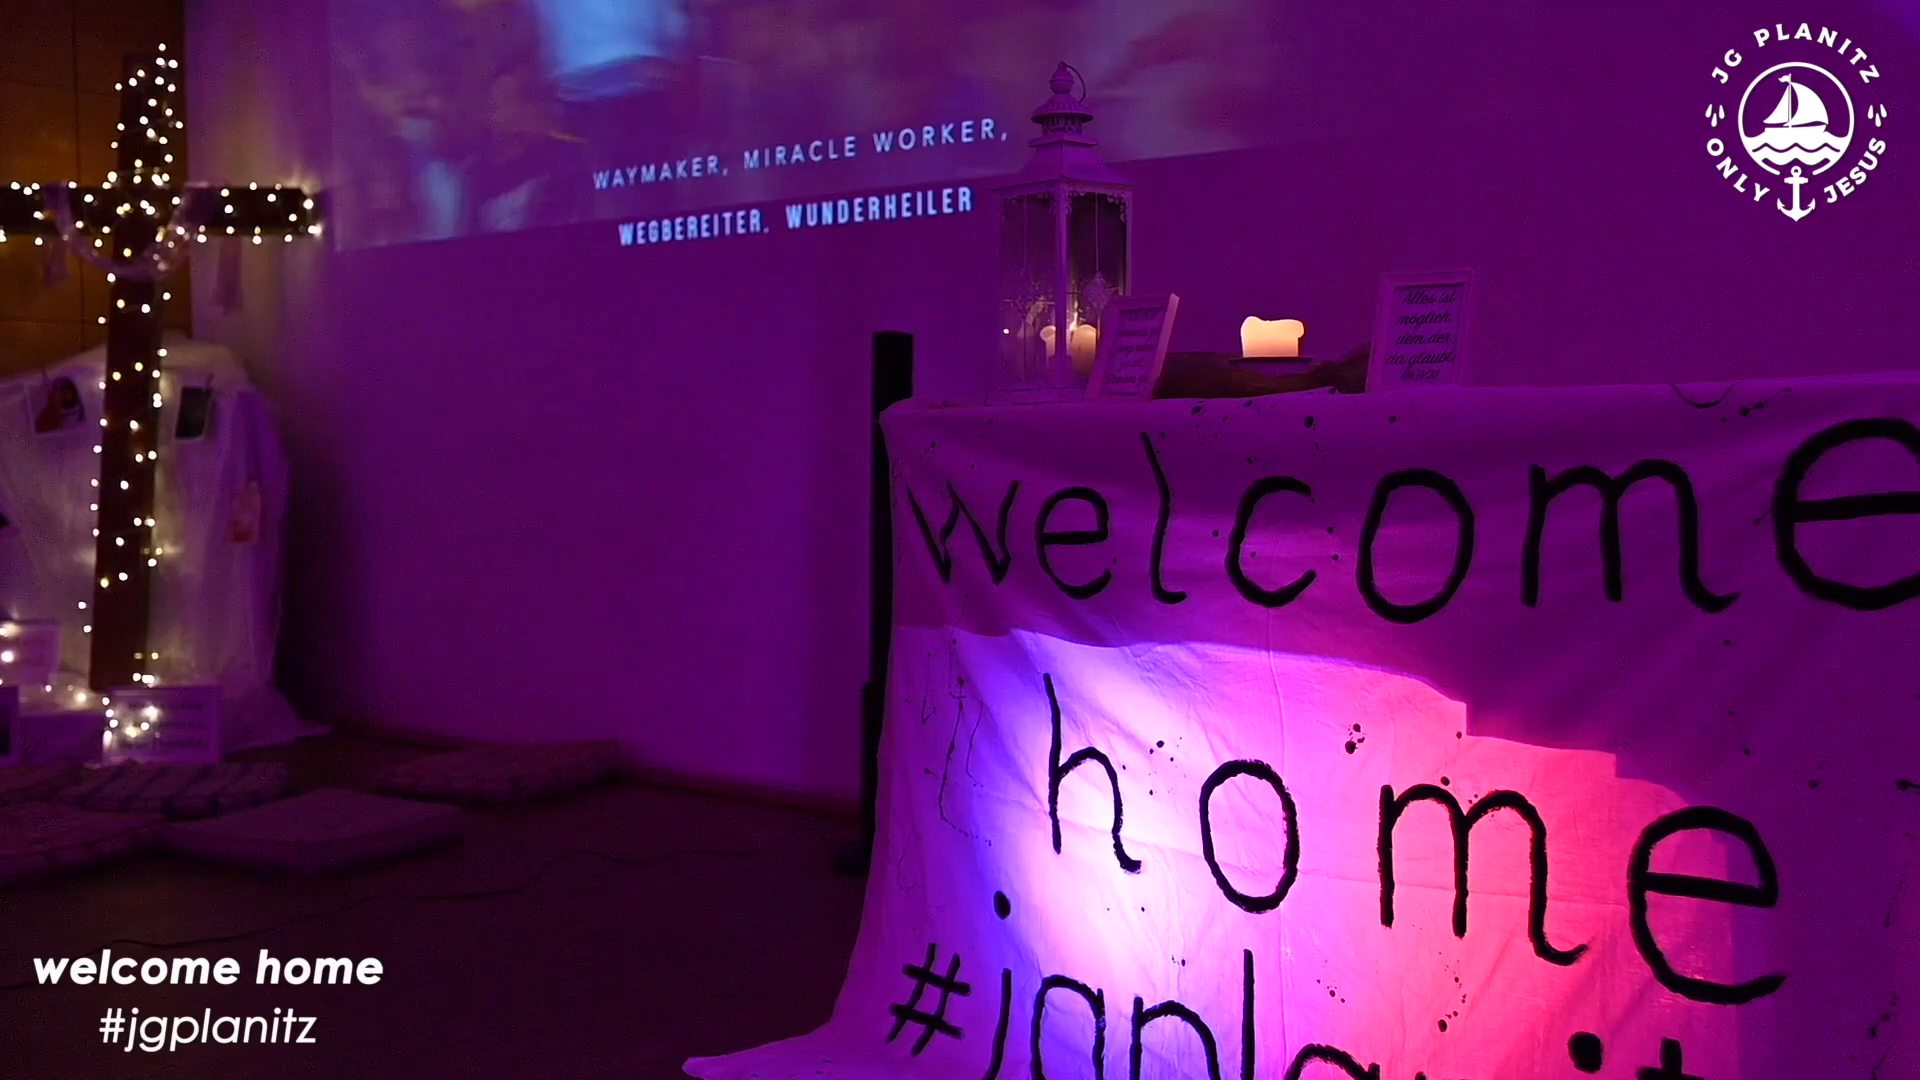 JG PLANITZ
ONLY JESUS
WAYMAKER, MIRACLE WORKER,
WEGBEREITER, WUNDERHEILER
Alles ist
möglich,
dem der
da glaubt.
welcome
home
#jgplanit
welcome home
#jgplanitz